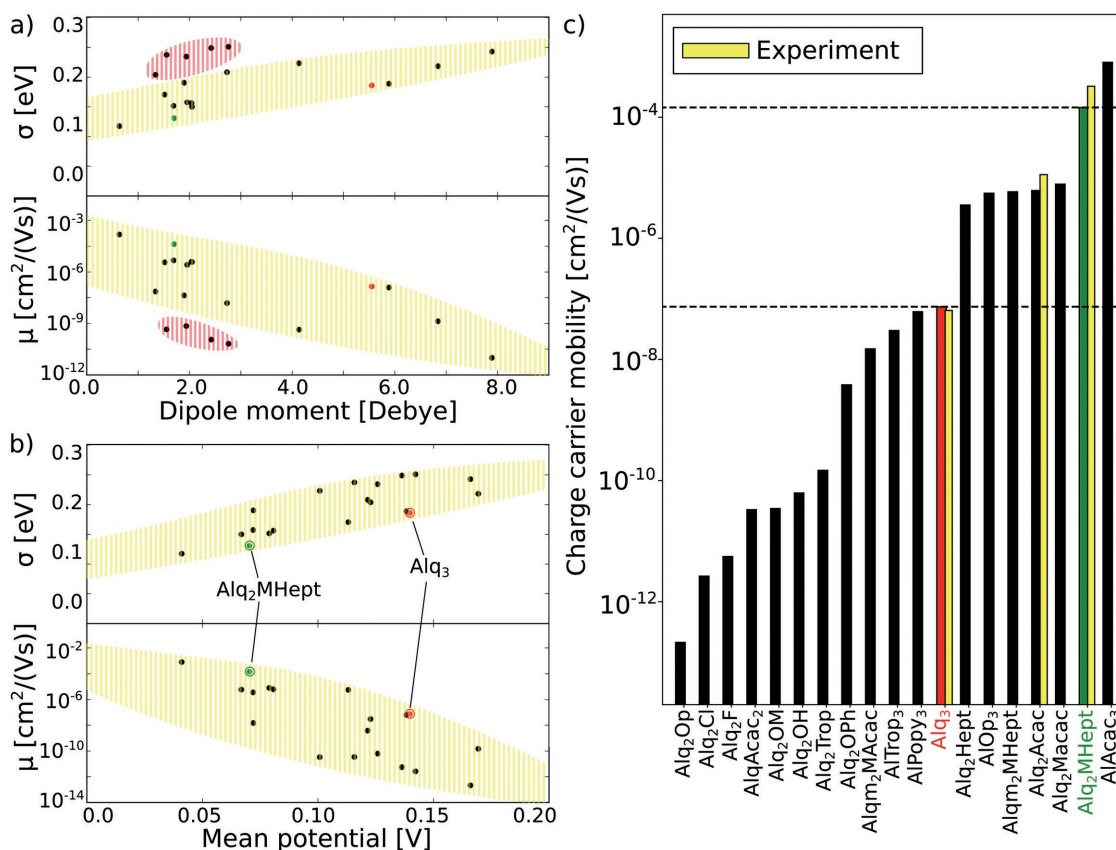 a)
0.3
0.2
0.1
0.0
σ [eV]
10⁻³
10⁻⁶
10⁻⁹
10⁻¹²
μ [cm²/(Vs)]
0.0 2.0 4.0 6.0 8.0
Dipole moment [Debye]
b)
0.3
0.2
0.1
0.0
σ [eV]
Alq₂MHept
Alq₃
10⁻²
10⁻⁶
10⁻¹⁰
10⁻¹⁴
μ [cm²/(Vs)]
0.0 0.05 0.10 0.15 0.20
Mean potential [V]
c)
Experiment
10⁻⁴
10⁻⁶
10⁻⁸
10⁻¹⁰
10⁻¹²
Charge carrier mobility [cm²/(Vs)]
Alq₂Op
Alq₂Cl
Alq₂F
AlqAcac₂
Alq₂OM
Alq₂OH
Alq₂Trop
Alq₂OPh
Alqm₂MAcac
AlTrop₃
AlPopy₃
Alq₃
Alq₂Hept
AlOp₃
Alqm₂MHept
Alq₂Acac
Alq₂Macac
Alq₂MHept
AlAcac₃